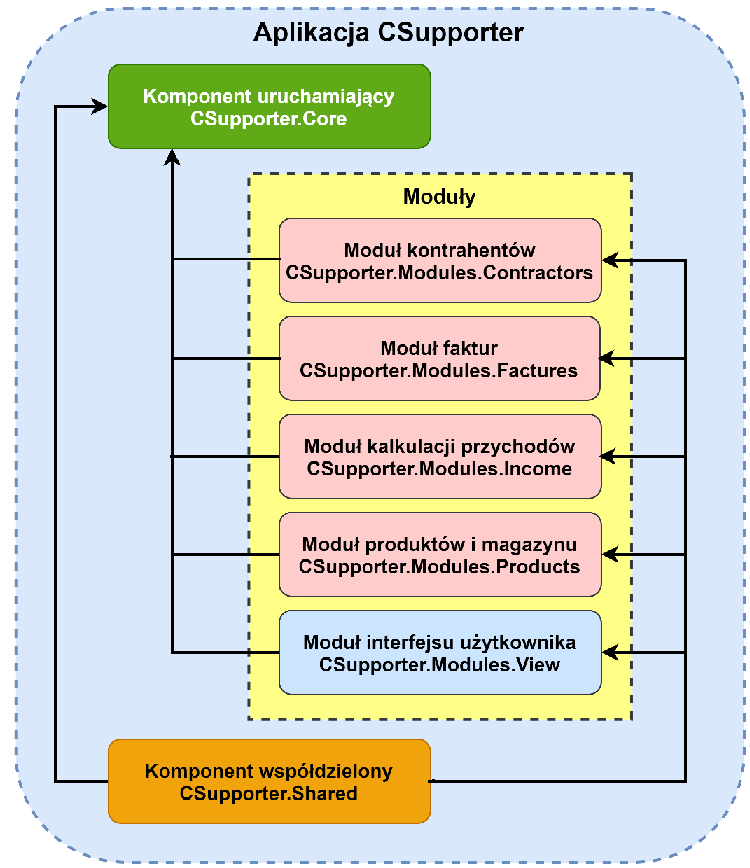 Aplikacja CSupporter
Komponent uruchamiający
CSupporter.Core
Moduły
Moduł kontrahentów
CSupporter.Modules.Contractors
Moduł faktur
CSupporter.Modules.Factures
Moduł kalkulacji przychodów
CSupporter.Modules.Income
Moduł produktów i magazynu
CSupporter.Modules.Products
Moduł interfejsu użytkownika
CSupporter.Modules.View
Komponent współdzielony
CSupporter.Shared